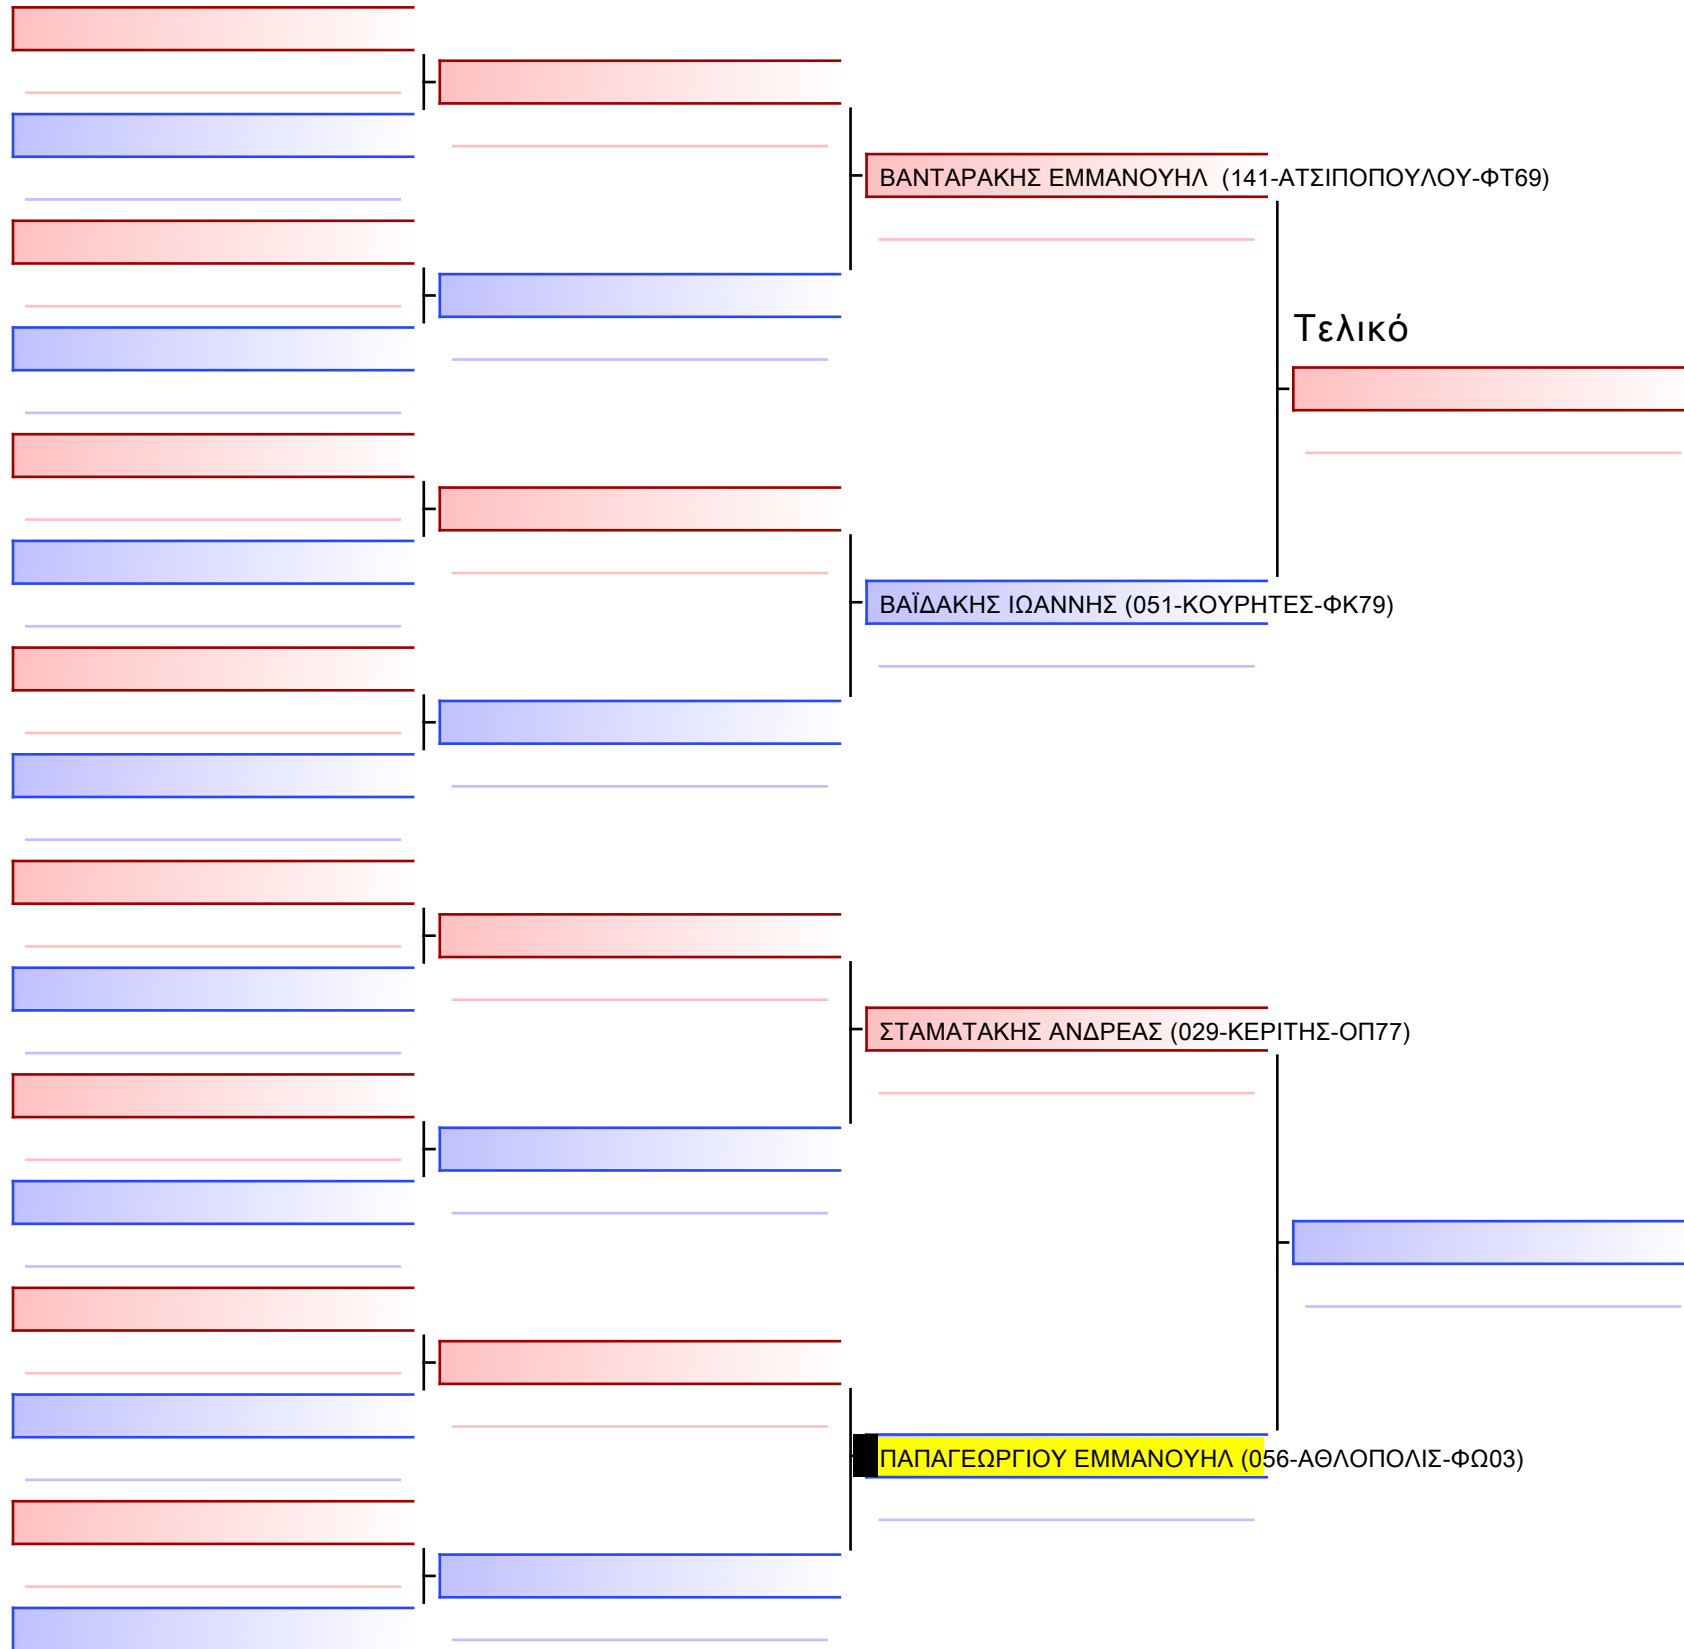 ΒΑΝΤΑΡΑΚΗΣ ΕΜΜΑΝΟΥΗΛ  (141-ΑΤΣΙΠΟΠΟΥΛΟΥ-ΦΤ69)
Τελικό
ΒΑΪΔΑΚΗΣ ΙΩΑΝΝΗΣ (051-ΚΟΥΡΗΤΕΣ-ΦΚ79)
ΣΤΑΜΑΤΑΚΗΣ ΑΝΔΡΕΑΣ (029-ΚΕΡΙΤΗΣ-ΟΠ77)
ΠΑΠΑΓΕΩΡΓΙΟΥ ΕΜΜΑΝΟΥΗΛ (056-ΑΘΛΟΠΟΛΙΣ-ΦΩ03)